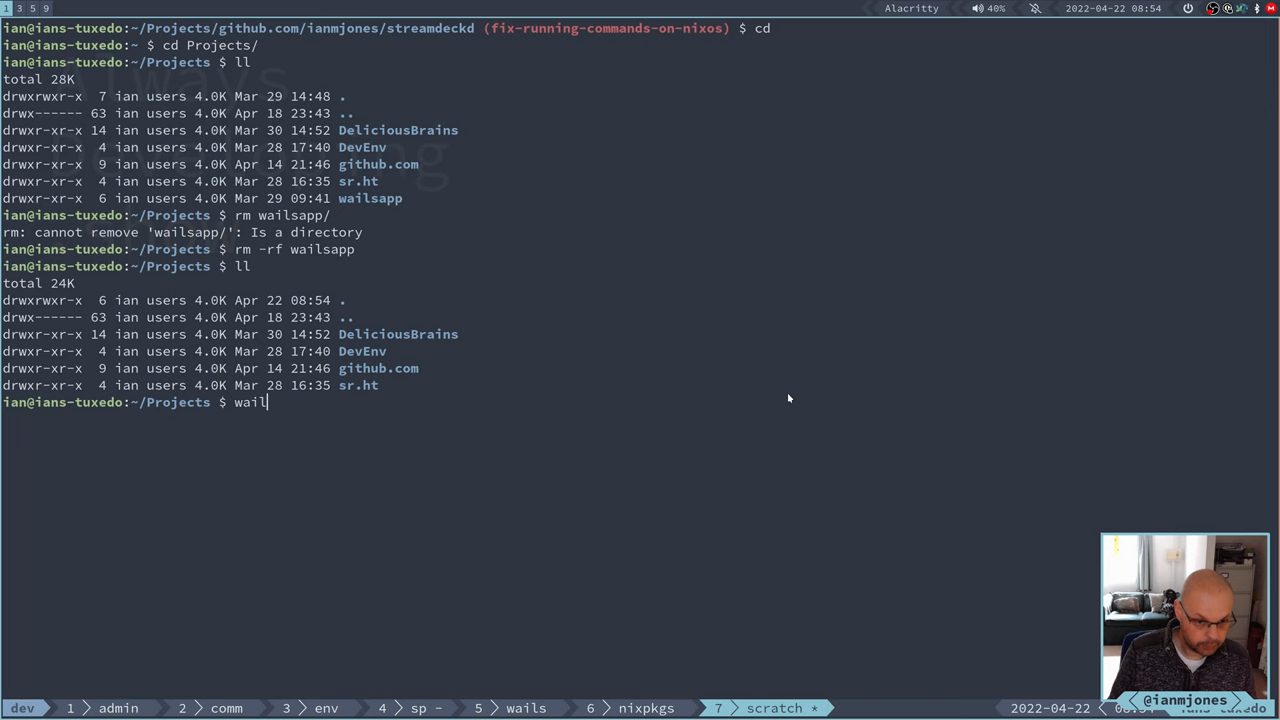 1 3 5 9
Alacritty
40%
2022-04-22 08:54
ian@ians-tuxedo:~/Projects/github.com/ianmjones/streamdeckd (fix-running-commands-on-nixos) $ cd
ian@ians-tuxedo:~ $ cd Projects/
ian@ians-tuxedo:~/Projects $ ll
total 28K
drwxrwxr-x  7 ian users 4.0K Mar 29 14:48 .
drwx------ 63 ian users 4.0K Apr 18 23:43 ..
drwxr-xr-x 14 ian users 4.0K Mar 30 14:52 DeliciousBrains
drwxr-xr-x  4 ian users 4.0K Mar 28 17:40 DevEnv
drwxr-xr-x  9 ian users 4.0K Apr 14 21:46 github.com
drwxr-xr-x  4 ian users 4.0K Mar 28 16:35 sr.ht
drwxr-xr-x  6 ian users 4.0K Mar 29 09:41 wailsapp
ian@ians-tuxedo:~/Projects $ rm wailsapp/
rm: cannot remove 'wailsapp/': Is a directory
ian@ians-tuxedo:~/Projects $ rm -rf wailsapp
ian@ians-tuxedo:~/Projects $ ll
total 24K
drwxrwxr-x  6 ian users 4.0K Apr 22 08:54 .
drwx------ 63 ian users 4.0K Apr 18 23:43 ..
drwxr-xr-x 14 ian users 4.0K Mar 30 14:52 DeliciousBrains
drwxr-xr-x  4 ian users 4.0K Mar 28 17:40 DevEnv
drwxr-xr-x  9 ian users 4.0K Apr 14 21:46 github.com
drwxr-xr-x  4 ian users 4.0K Mar 28 16:35 sr.ht
ian@ians-tuxedo:~/Projects $ wail
Always
Developing
@ianmjones
dev 1 admin 2 comm 3 env 4 sp - 5 wails 6 nixpkgs 7 scratch * 2022-04-22